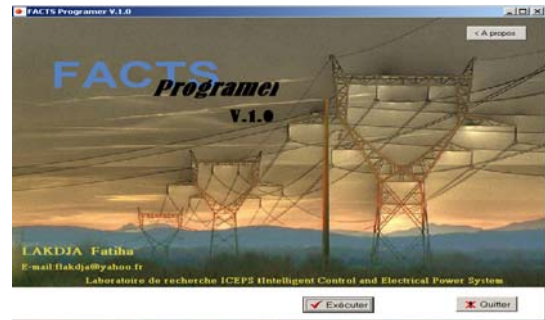 FACTS Programer V.1.0
< A propos
FACTS
Programer
V.1.0
LAKDJA Fatiha
E-mail:flakdja@yahoo.fr
Laboratoire de recherche ICEPS Intelligent Control and Electrical Power System
Exécuter
Quitter